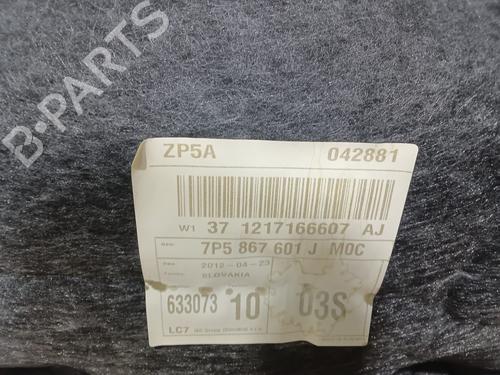 B-PARTS
ZP5A 042881
W1 37 1217166607 AJ
7P5 867 601 J M0C
2012-04-23
SLOVAKIA
633073 10 03S
LC7